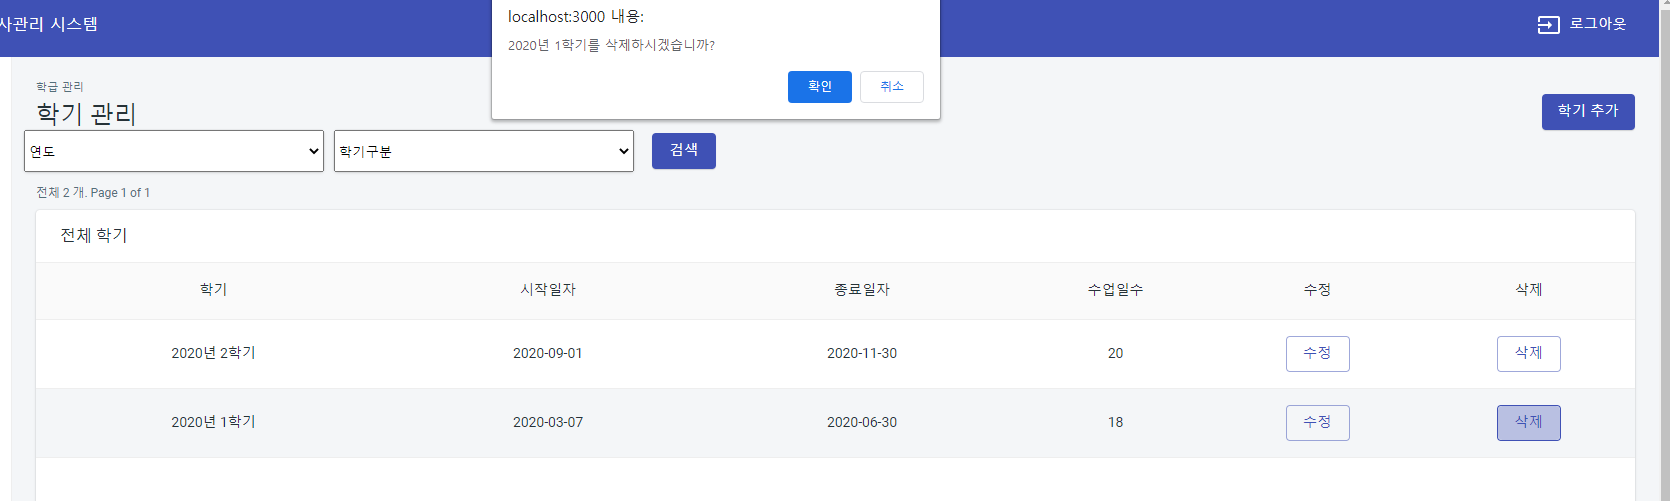 사관리 시스템
로그아웃
localhost:3000 내용:
2020년 1학기를 삭제하시겠습니까?
확인 취소
학급 관리
학기 관리
학기 추가
연도 학기구분 검색
전체 2 개. Page 1 of 1
전체 학기
학기 시작일자 종료일자 수업일수 수정 삭제
2020년 2학기 2020-09-01 2020-11-30 20 수정 삭제
2020년 1학기 2020-03-07 2020-06-30 18 수정 삭제